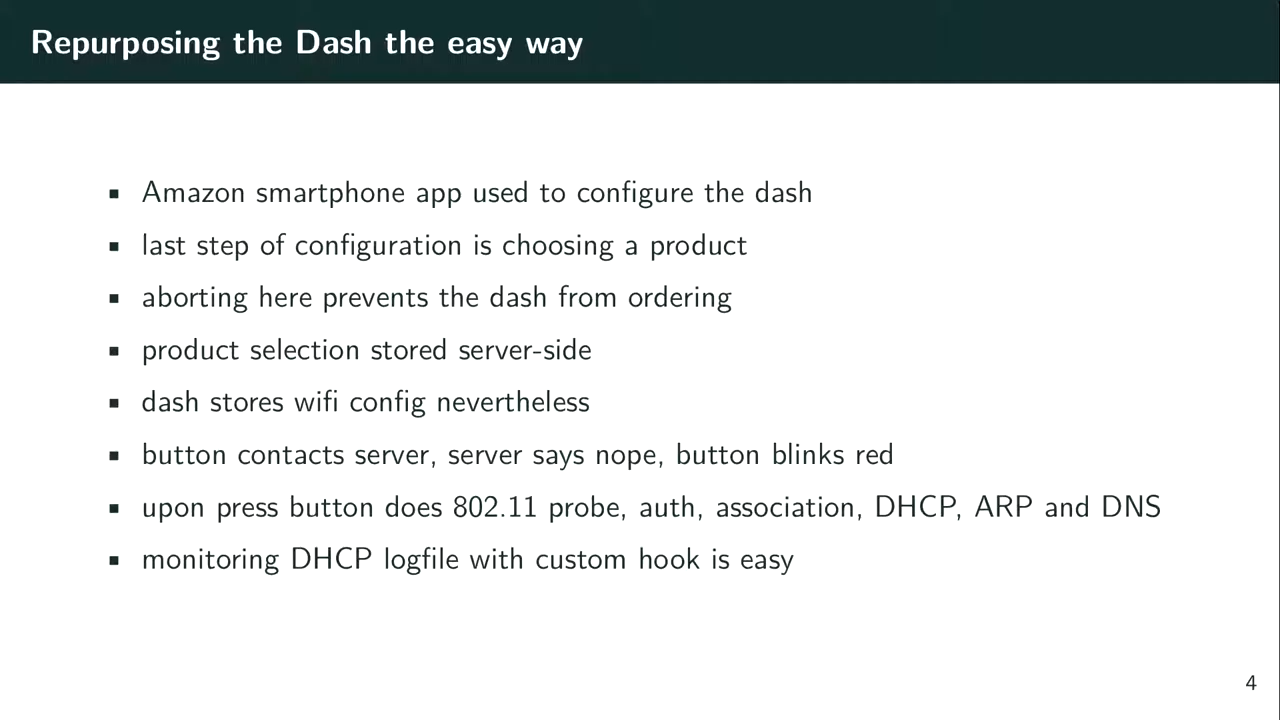 Repurposing the Dash the easy way
▪ Amazon smartphone app used to configure the dash
▪ last step of configuration is choosing a product
▪ aborting here prevents the dash from ordering
▪ product selection stored server-side
▪ dash stores wifi config nevertheless
▪ button contacts server, server says nope, button blinks red
▪ upon press button does 802.11 probe, auth, association, DHCP, ARP and DNS
▪ monitoring DHCP logfile with custom hook is easy
4